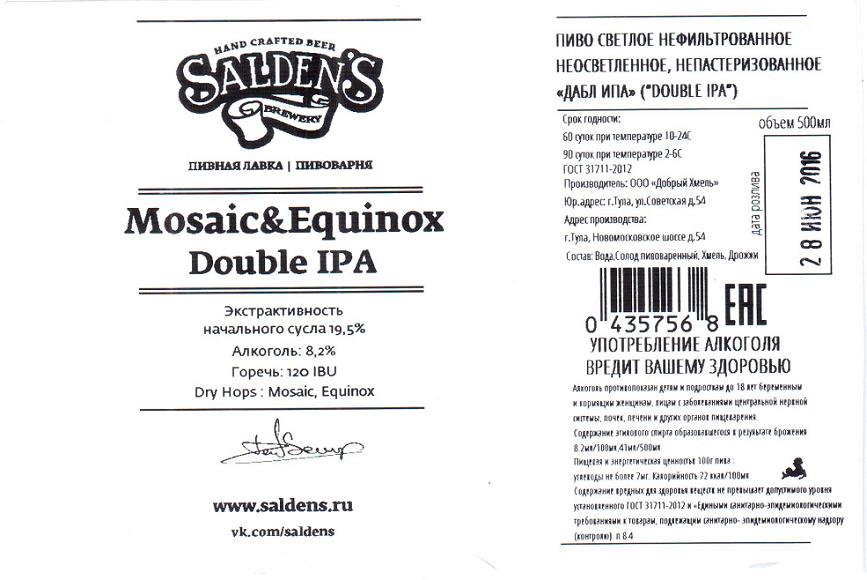 HAND CRAFTED BEER
SALDEN'S
BREWERY
ПИВНАЯ ЛАВКА | ПИВОВАРНЯ
Mosaic&Equinox
Double IPA
Экстрактивность
начального сусла 19,5%
Алкоголь: 8,2%
Горечь: 120 IBU
Dry Hops : Mosaic, Equinox
www.saldens.ru
vk.com/saldens
ПИВО СВЕТЛОЕ НЕФИЛЬТРОВАННОЕ
НЕОСВЕТЛЕННОЕ, НЕПАСТЕРИЗОВАННОЕ
«ДАБЛ ИПА» ("DOUBLE IPA")
Срок годности:
60 суток при температуре 10-24С
90 суток при температуре 2-6С
ГОСТ 31711-2012
Производитель: ООО «Добрый Хмель»
Юр.адрес: г.Тула, ул.Советская д.54
Адрес производства:
г.Тула, Новомосковское шоссе д.54
Состав: Вода,Солод пивоваренный, Хмель, Дрожжи
объем 500мл
дата розлива
28 ИЮН 2016
0 435756 8
EAC
УПОТРЕБЛЕНИЕ АЛКОГОЛЯ
ВРЕДИТ ВАШЕМУ ЗДОРОВЬЮ
Алкоголь противопоказан детям и подросткам до 18 лет беременным
и кормящим женщинам, лицам с заболеваниями центральной нервной
системы, почек, печени и других органов пищеварения.
Содержание этилового спирта образовавшегося в результате брожения
8.2мл/100мл,41мл/500мл
Пищевая и энергетическая ценностьв 100г пива :
углеводы не более 7мг. Калорийность 72 ккал/100мл
Содержание вредных для здоровья веществ не превышает допустимого уровня
установленного ГОСТ 31711-2012 и «Едиными санитарно-эпидемиологическими
требованиями к товарам, подлежащим санитарно- эпидемиологическому надзору
(контролю). п 8.4